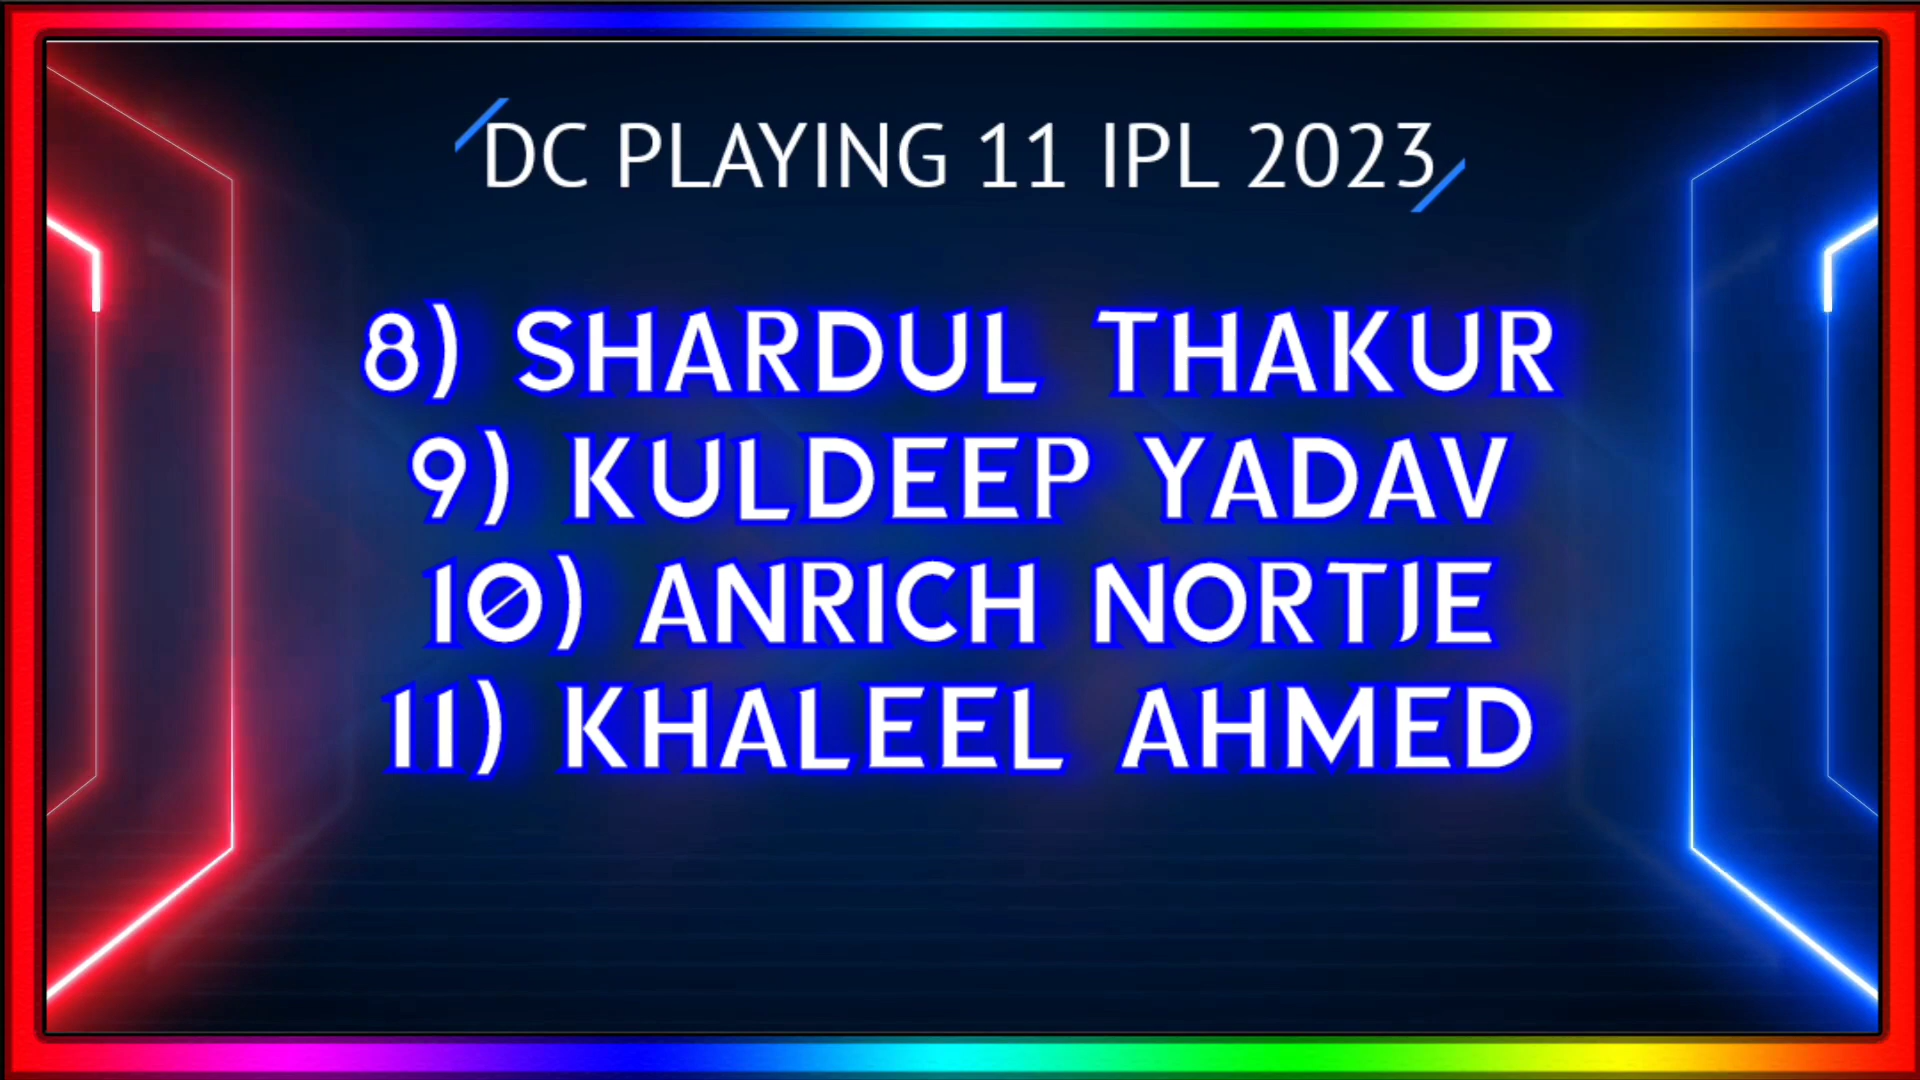 DC PLAYING 11 IPL 2023
8) SHARDUL THAKUR
9) KULDEEP YADAV
10) ANRICH NORTJE
11) KHALEEL AHMED